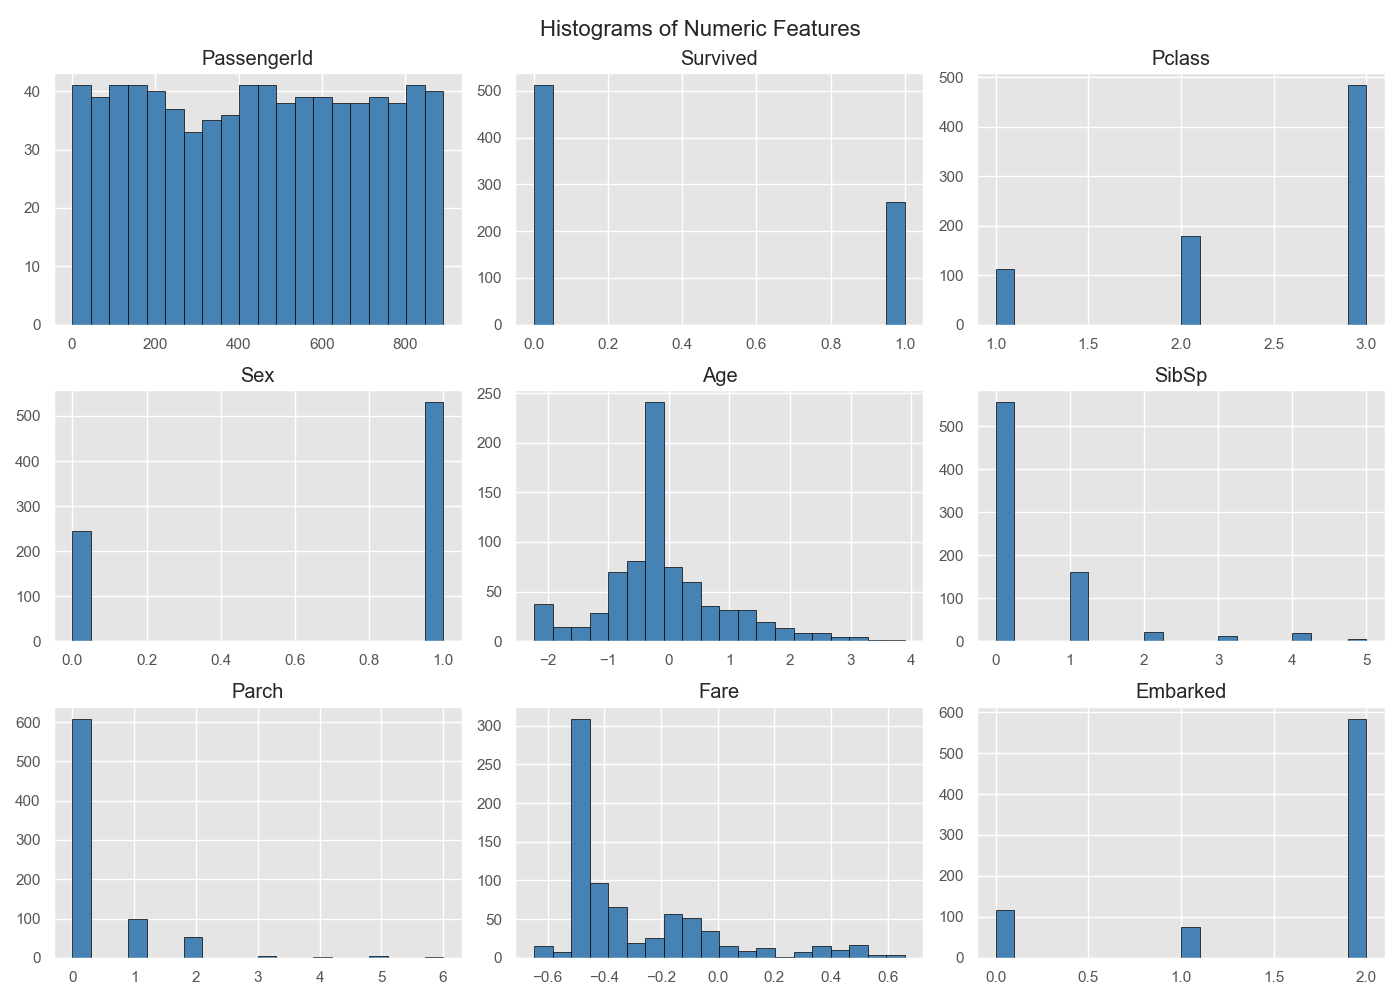 Histograms of Numeric Features
PassengerId
40
30
20
10
0
0 200 400 600 800
Survived
500
400
300
200
100
0
0.0 0.2 0.4 0.6 0.8 1.0
Pclass
500
400
300
200
100
0
1.0 1.5 2.0 2.5 3.0
Sex
500
400
300
200
100
0
0.0 0.2 0.4 0.6 0.8 1.0
Age
250
200
150
100
50
0
−2 −1 0 1 2 3 4
SibSp
500
400
300
200
100
0
0 1 2 3 4 5
Parch
600
500
400
300
200
100
0
0 1 2 3 4 5 6
Fare
300
250
200
150
100
50
0
−0.6 −0.4 −0.2 0.0 0.2 0.4 0.6
Embarked
600
500
400
300
200
100
0
0.0 0.5 1.0 1.5 2.0